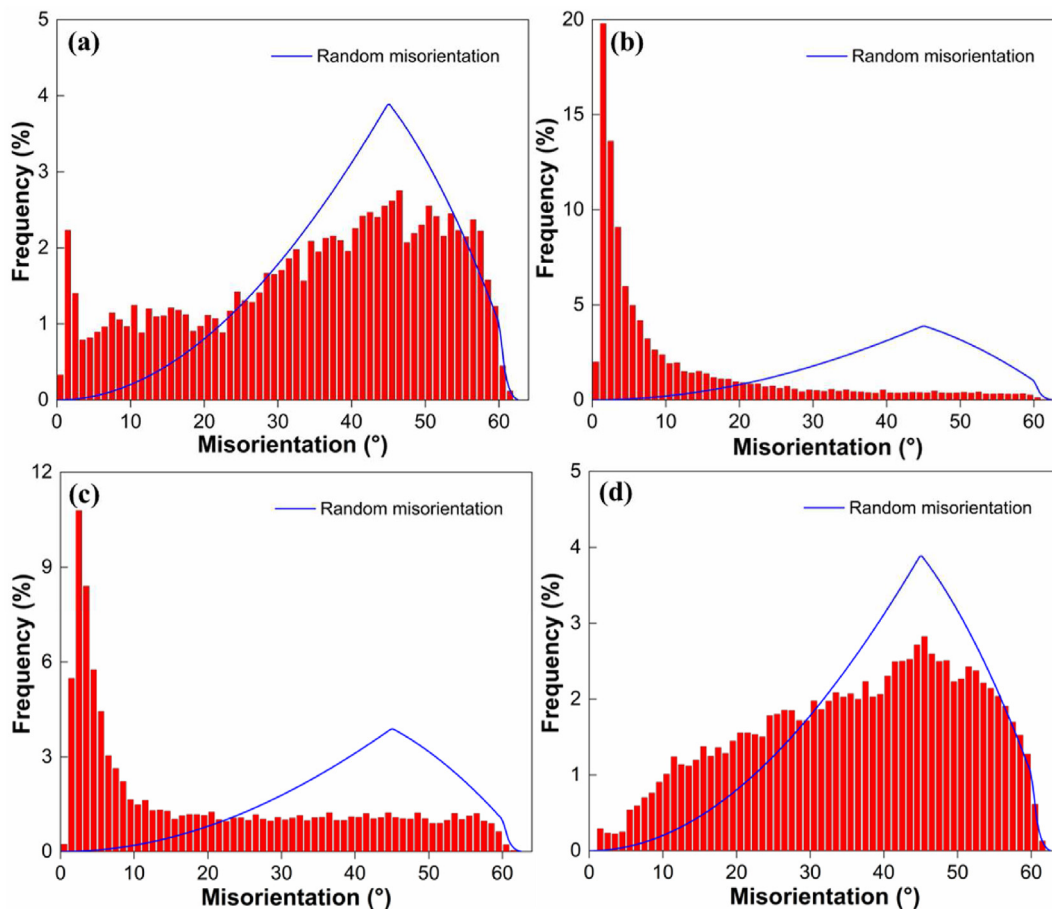 (a)
Random misorientation
Frequency (%)
5
4
3
2
1
0
0 10 20 30 40 50 60
Misorientation (°)
(b)
Random misorientation
Frequency (%)
20
15
10
5
0
0 10 20 30 40 50 60
Misorientation (°)
(c)
Random misorientation
Frequency (%)
12
9
6
3
0
0 10 20 30 40 50 60
Misorientation (°)
(d)
Random misorientation
Frequency (%)
5
4
3
2
1
0
0 10 20 30 40 50 60
Misorientation (°)